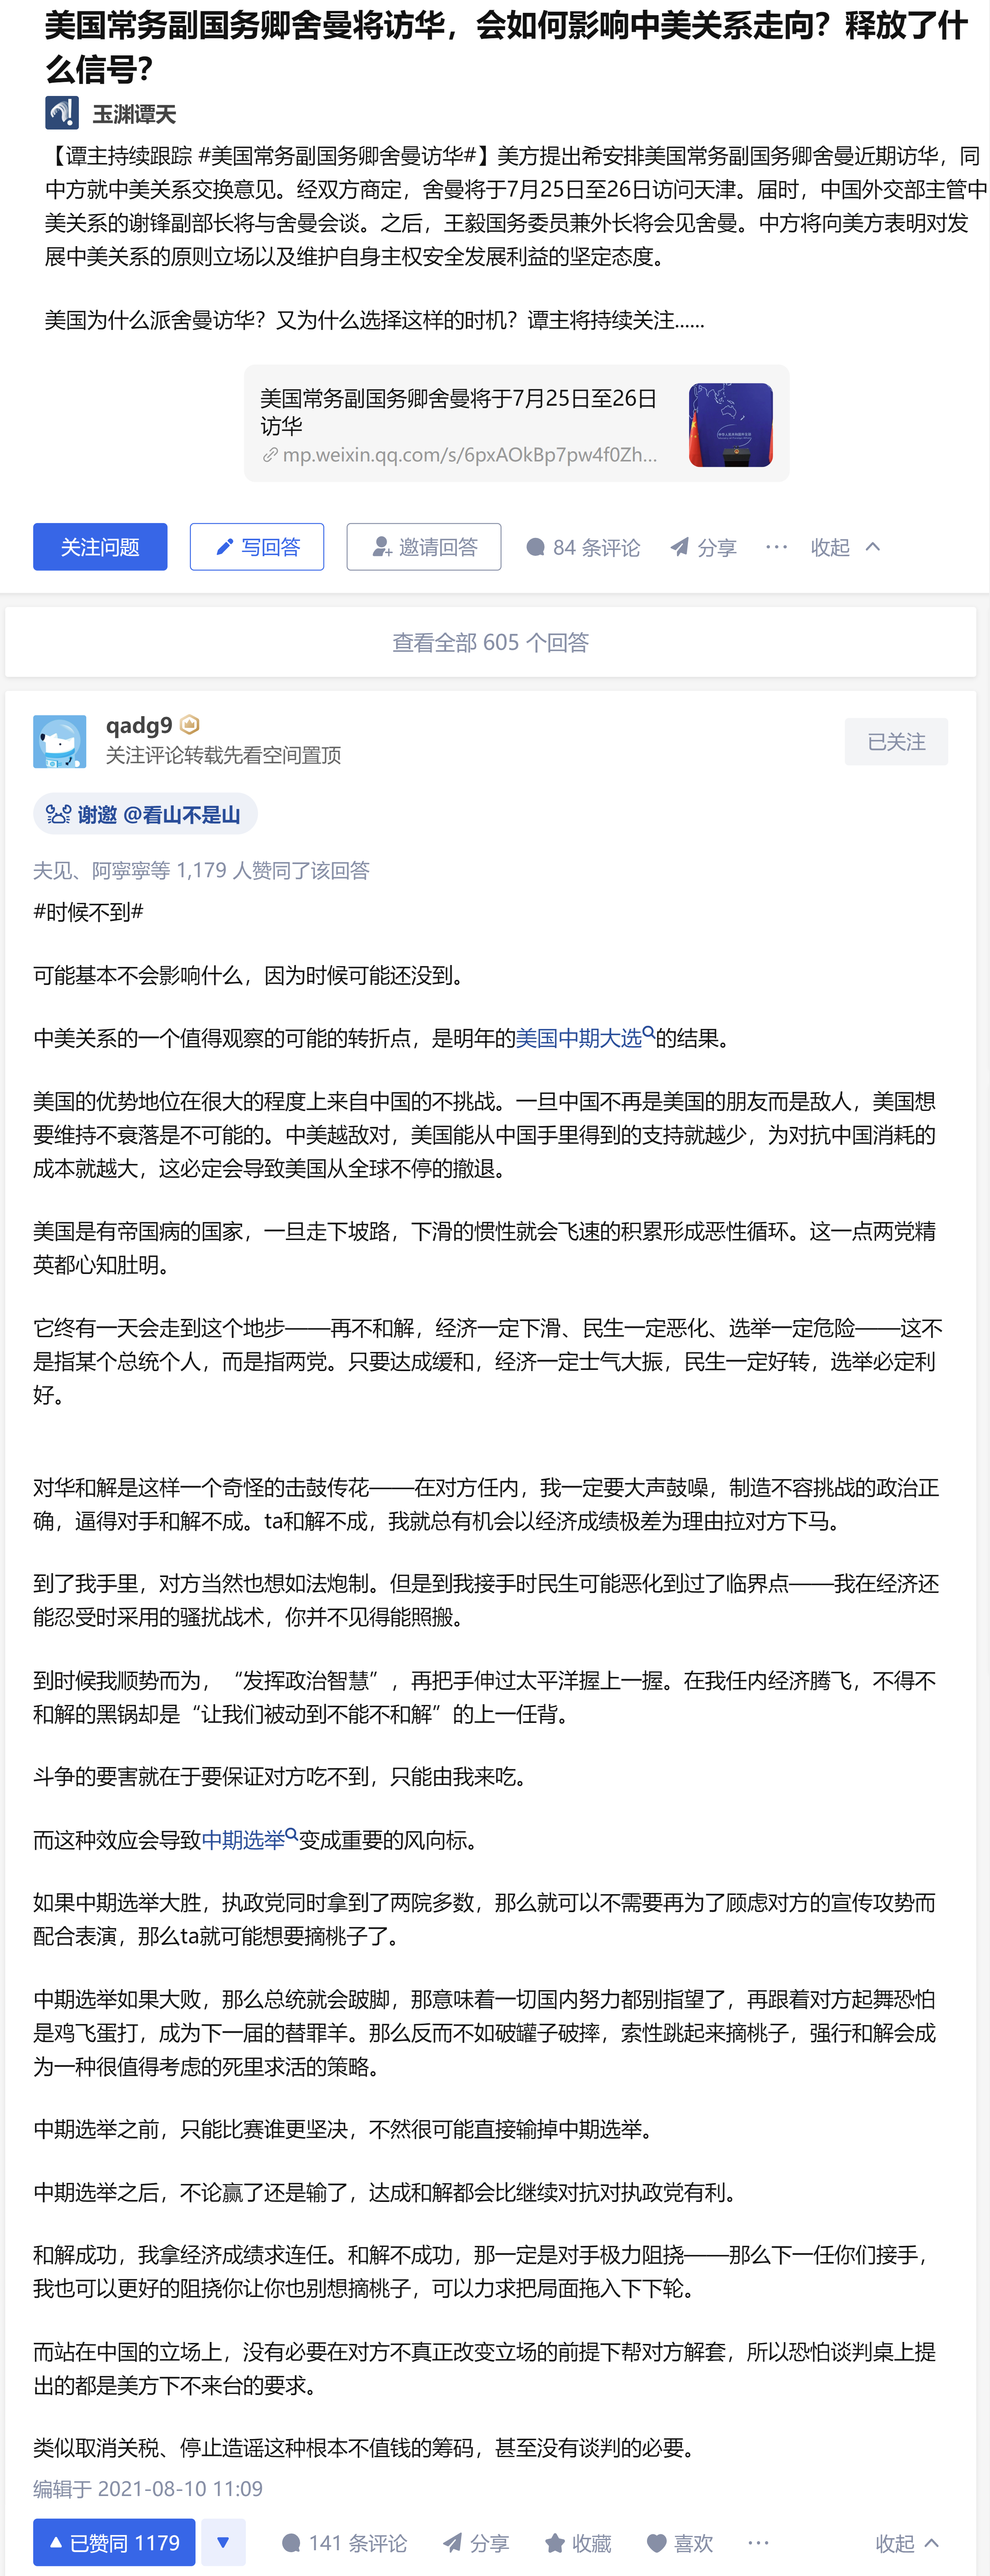 美国常务副国务卿舍曼将访华，会如何影响中美关系走向？释放了什
么信号？
玉渊谭天
【谭主持续跟踪 #美国常务副国务卿舍曼访华#】美方提出希安排美国常务副国务卿舍曼近期访华，同
中方就中美关系交换意见。经双方商定，舍曼将于7月25日至26日访问天津。届时，中国外交部主管中
美关系的谢锋副部长将与舍曼会谈。之后，王毅国务委员兼外长将会见舍曼。中方将向美方表明对发
展中美关系的原则立场以及维护自身主权安全发展利益的坚定态度。
美国为什么派舍曼访华？又为什么选择这样的时机？谭主将持续关注......
美国常务副国务卿舍曼将于7月25日至26日
访华
mp.weixin.qq.com/s/6pxAOkBp7pw4f0Zh...
关注问题 写回答 邀请回答 84 条评论 分享 ··· 收起
查看全部 605 个回答
qadg9
关注评论转载先看空间置顶
已关注
谢邀 @看山不是山
夫见、阿寧寧等 1,179 人赞同了该回答
#时候不到#
可能基本不会影响什么，因为时候可能还没到。
中美关系的一个值得观察的可能的转折点，是明年的美国中期大选的结果。
美国的优势地位在很大的程度上来自中国的不挑战。一旦中国不再是美国的朋友而是敌人，美国想
要维持不衰落是不可能的。中美越敌对，美国能从中国手里得到的支持就越少，为对抗中国消耗的
成本就越大，这必定会导致美国从全球不停的撤退。
美国是有帝国病的国家，一旦走下坡路，下滑的惯性就会飞速的积累形成恶性循环。这一点两党精
英都心知肚明。
它终有一天会走到这个地步——再不和解，经济一定下滑、民生一定恶化、选举一定危险——这不
是指某个总统个人，而是指两党。只要达成缓和，经济一定士气大振，民生一定好转，选举必定利
好。
对华和解是这样一个奇怪的击鼓传花——在对方任内，我一定要大声鼓噪，制造不容挑战的政治正
确，逼得对手和解不成。ta和解不成，我就总有机会以经济成绩极差为理由拉对方下马。
到了我手里，对方当然也想如法炮制。但是到我接手时民生可能恶化到过了临界点——我在经济还
能忍受时采用的骚扰战术，你并不见得能照搬。
到时候我顺势而为，“发挥政治智慧”，再把手伸过太平洋握上一握。在我任内经济腾飞，不得不
和解的黑锅却是“让我们被动到不能不和解”的上一任背。
斗争的要害就在于要保证对方吃不到，只能由我来吃。
而这种效应会导致中期选举变成重要的风向标。
如果中期选举大胜，执政党同时拿到了两院多数，那么就可以不需要再为了顾虑对方的宣传攻势而
配合表演，那么ta就可能想要摘桃子了。
中期选举如果大败，那么总统就会跛脚，那意味着一切国内努力都别指望了，再跟着对方起舞恐怕
是鸡飞蛋打，成为下一届的替罪羊。那么反而不如破罐子破摔，索性跳起来摘桃子，强行和解会成
为一种很值得考虑的死里求活的策略。
中期选举之前，只能比赛谁更坚决，不然很可能直接输掉中期选举。
中期选举之后，不论赢了还是输了，达成和解都会比继续对抗对执政党有利。
和解成功，我拿经济成绩求连任。和解不成功，那一定是对手极力阻挠——那么下一任你们接手，
我也可以更好的阻挠你让你也别想摘桃子，可以力求把局面拖入下下轮。
而站在中国的立场上，没有必要在对方不真正改变立场的前提下帮对方解套，所以恐怕谈判桌上提
出的都是美方下不来台的要求。
类似取消关税、停止造谣这种根本不值钱的筹码，甚至没有谈判的必要。
编辑于 2021-08-10 11:09
已赞同 1179 141 条评论 分享 收藏 喜欢 ··· 收起